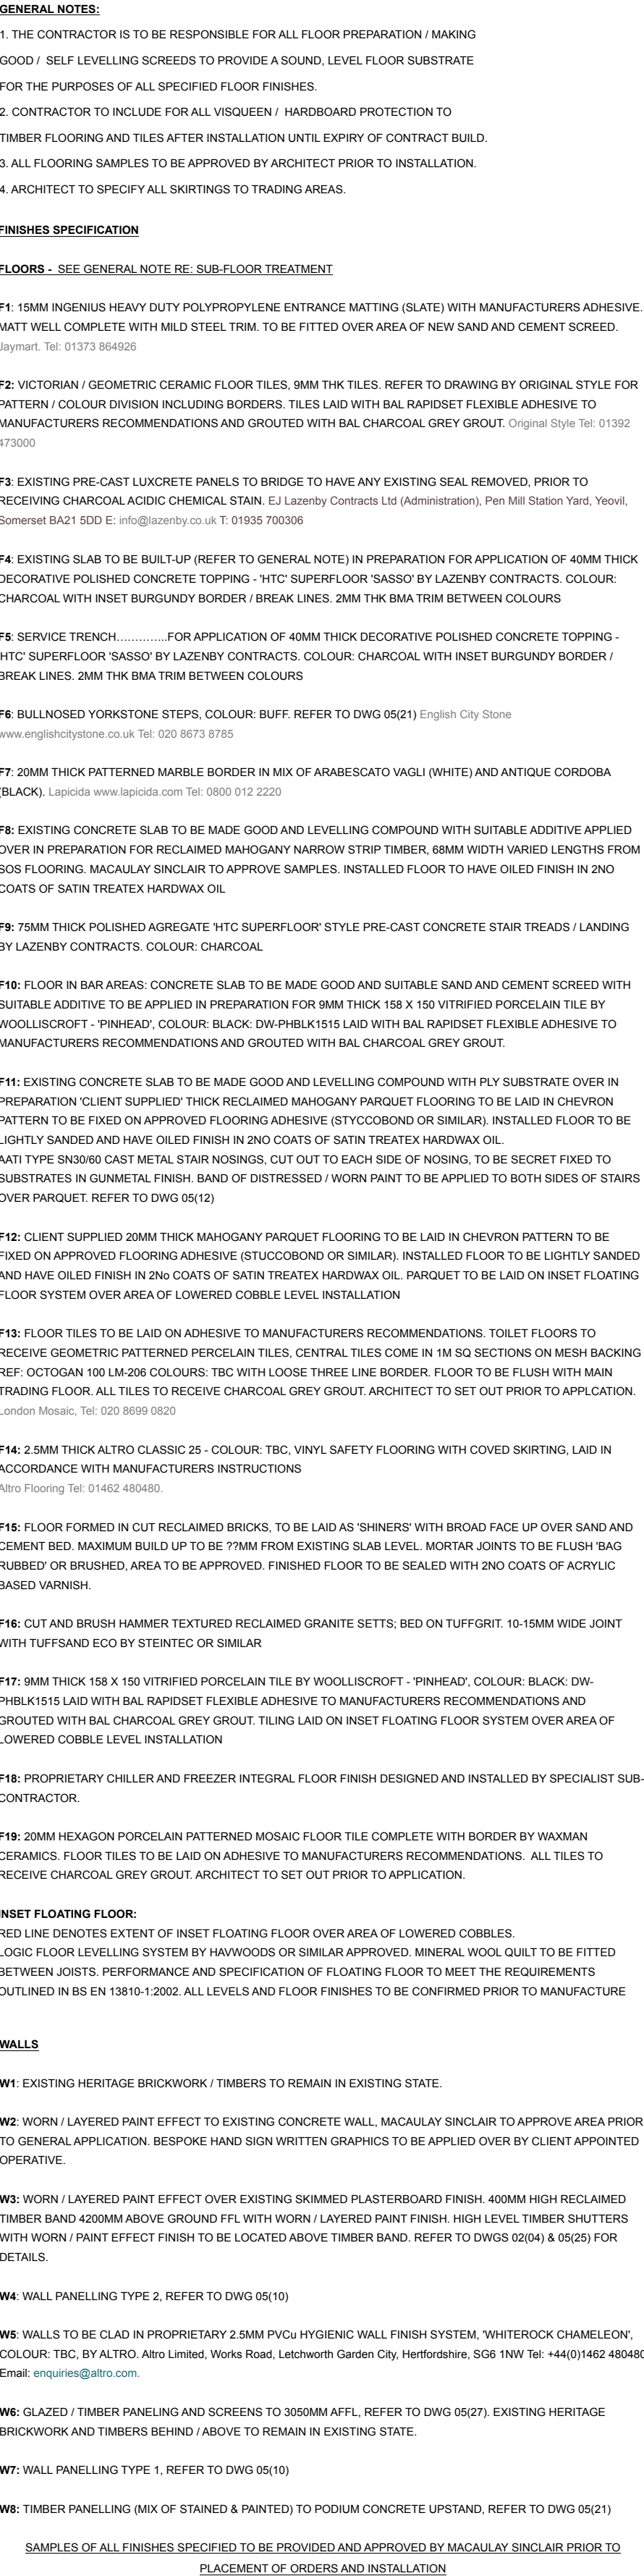 GENERAL NOTES:
1. THE CONTRACTOR IS TO BE RESPONSIBLE FOR ALL FLOOR PREPARATION / MAKING
GOOD / SELF LEVELLING SCREEDS TO PROVIDE A SOUND, LEVEL FLOOR SUBSTRATE
FOR THE PURPOSES OF ALL SPECIFIED FLOOR FINISHES.
2. CONTRACTOR TO INCLUDE FOR ALL VISQUEEN / HARDBOARD PROTECTION TO
TIMBER FLOORING AND TILES AFTER INSTALLATION UNTIL EXPIRY OF CONTRACT BUILD.
3. ALL FLOORING SAMPLES TO BE APPROVED BY ARCHITECT PRIOR TO INSTALLATION.
4. ARCHITECT TO SPECIFY ALL SKIRTINGS TO TRADING AREAS.
FINISHES SPECIFICATION
FLOORS - SEE GENERAL NOTE RE: SUB-FLOOR TREATMENT
F1: 15MM INGENIUS HEAVY DUTY POLYPROPYLENE ENTRANCE MATTING (SLATE) WITH MANUFACTURERS ADHESIVE.
MATT WELL COMPLETE WITH MILD STEEL TRIM. TO BE FITTED OVER AREA OF NEW SAND AND CEMENT SCREED.
Jaymart. Tel: 01373 864926
F2: VICTORIAN / GEOMETRIC CERAMIC FLOOR TILES, 9MM THK TILES. REFER TO DRAWING BY ORIGINAL STYLE FOR
PATTERN / COLOUR DIVISION INCLUDING BORDERS. TILES LAID WITH BAL RAPIDSET FLEXIBLE ADHESIVE TO
MANUFACTURERS RECOMMENDATIONS AND GROUTED WITH BAL CHARCOAL GREY GROUT. Original Style Tel: 01392
473000
F3: EXISTING PRE-CAST LUXCRETE PANELS TO BRIDGE TO HAVE ANY EXISTING SEAL REMOVED, PRIOR TO
RECEIVING CHARCOAL ACIDIC CHEMICAL STAIN. EJ Lazenby Contracts Ltd (Administration), Pen Mill Station Yard, Yeovil,
Somerset BA21 5DD E: info@lazenby.co.uk T: 01935 700306
F4: EXISTING SLAB TO BE BUILT-UP (REFER TO GENERAL NOTE) IN PREPARATION FOR APPLICATION OF 40MM THICK
DECORATIVE POLISHED CONCRETE TOPPING - 'HTC' SUPERFLOOR 'SASSO' BY LAZENBY CONTRACTS. COLOUR:
CHARCOAL WITH INSET BURGUNDY BORDER / BREAK LINES. 2MM THK BMA TRIM BETWEEN COLOURS
F5: SERVICE TRENCH…………..FOR APPLICATION OF 40MM THICK DECORATIVE POLISHED CONCRETE TOPPING -
'HTC' SUPERFLOOR 'SASSO' BY LAZENBY CONTRACTS. COLOUR: CHARCOAL WITH INSET BURGUNDY BORDER /
BREAK LINES. 2MM THK BMA TRIM BETWEEN COLOURS
F6: BULLNOSED YORKSTONE STEPS, COLOUR: BUFF. REFER TO DWG 05(21) English City Stone
www.englishcitystone.co.uk Tel: 020 8673 8785
F7: 20MM THICK PATTERNED MARBLE BORDER IN MIX OF ARABESCATO VAGLI (WHITE) AND ANTIQUE CORDOBA
(BLACK). Lapicida www.lapicida.com Tel: 0800 012 2220
F8: EXISTING CONCRETE SLAB TO BE MADE GOOD AND LEVELLING COMPOUND WITH SUITABLE ADDITIVE APPLIED
OVER IN PREPARATION FOR RECLAIMED MAHOGANY NARROW STRIP TIMBER, 68MM WIDTH VARIED LENGTHS FROM
SOS FLOORING. MACAULAY SINCLAIR TO APPROVE SAMPLES. INSTALLED FLOOR TO HAVE OILED FINISH IN 2NO
COATS OF SATIN TREATEX HARDWAX OIL
F9: 75MM THICK POLISHED AGREGATE 'HTC SUPERFLOOR' STYLE PRE-CAST CONCRETE STAIR TREADS / LANDING
BY LAZENBY CONTRACTS. COLOUR: CHARCOAL
F10: FLOOR IN BAR AREAS: CONCRETE SLAB TO BE MADE GOOD AND SUITABLE SAND AND CEMENT SCREED WITH
SUITABLE ADDITIVE TO BE APPLIED IN PREPARATION FOR 9MM THICK 158 X 150 VITRIFIED PORCELAIN TILE BY
WOOLLISCROFT - 'PINHEAD', COLOUR: BLACK: DW-PHBLK1515 LAID WITH BAL RAPIDSET FLEXIBLE ADHESIVE TO
MANUFACTURERS RECOMMENDATIONS AND GROUTED WITH BAL CHARCOAL GREY GROUT.
F11: EXISTING CONCRETE SLAB TO BE MADE GOOD AND LEVELLING COMPOUND WITH PLY SUBSTRATE OVER IN
PREPARATION 'CLIENT SUPPLIED' THICK RECLAIMED MAHOGANY PARQUET FLOORING TO BE LAID IN CHEVRON
PATTERN TO BE FIXED ON APPROVED FLOORING ADHESIVE (STYCCOBOND OR SIMILAR). INSTALLED FLOOR TO BE
LIGHTLY SANDED AND HAVE OILED FINISH IN 2NO COATS OF SATIN TREATEX HARDWAX OIL.
AATI TYPE SN30/60 CAST METAL STAIR NOSINGS, CUT OUT TO EACH SIDE OF NOSING, TO BE SECRET FIXED TO
SUBSTRATES IN GUNMETAL FINISH. BAND OF DISTRESSED / WORN PAINT TO BE APPLIED TO BOTH SIDES OF STAIRS
OVER PARQUET. REFER TO DWG 05(12)
F12: CLIENT SUPPLIED 20MM THICK MAHOGANY PARQUET FLOORING TO BE LAID IN CHEVRON PATTERN TO BE
FIXED ON APPROVED FLOORING ADHESIVE (STUCCOBOND OR SIMILAR). INSTALLED FLOOR TO BE LIGHTLY SANDED
AND HAVE OILED FINISH IN 2No COATS OF SATIN TREATEX HARDWAX OIL. PARQUET TO BE LAID ON INSET FLOATING
FLOOR SYSTEM OVER AREA OF LOWERED COBBLE LEVEL INSTALLATION
F13: FLOOR TILES TO BE LAID ON ADHESIVE TO MANUFACTURERS RECOMMENDATIONS. TOILET FLOORS TO
RECEIVE GEOMETRIC PATTERNED PERCELAIN TILES, CENTRAL TILES COME IN 1M SQ SECTIONS ON MESH BACKING
REF: OCTOGAN 100 LM-206 COLOURS: TBC WITH LOOSE THREE LINE BORDER. FLOOR TO BE FLUSH WITH MAIN
TRADING FLOOR. ALL TILES TO RECEIVE CHARCOAL GREY GROUT. ARCHITECT TO SET OUT PRIOR TO APPLCATION.
London Mosaic, Tel: 020 8699 0820
F14: 2.5MM THICK ALTRO CLASSIC 25 - COLOUR: TBC, VINYL SAFETY FLOORING WITH COVED SKIRTING, LAID IN
ACCORDANCE WITH MANUFACTURERS INSTRUCTIONS
Altro Flooring Tel: 01462 480480.
F15: FLOOR FORMED IN CUT RECLAIMED BRICKS, TO BE LAID AS 'SHINERS' WITH BROAD FACE UP OVER SAND AND
CEMENT BED. MAXIMUM BUILD UP TO BE ??MM FROM EXISTING SLAB LEVEL. MORTAR JOINTS TO BE FLUSH 'BAG
RUBBED' OR BRUSHED, AREA TO BE APPROVED. FINISHED FLOOR TO BE SEALED WITH 2NO COATS OF ACRYLIC
BASED VARNISH.
F16: CUT AND BRUSH HAMMER TEXTURED RECLAIMED GRANITE SETTS; BED ON TUFFGRIT. 10-15MM WIDE JOINT
WITH TUFFSAND ECO BY STEINTEC OR SIMILAR
F17: 9MM THICK 158 X 150 VITRIFIED PORCELAIN TILE BY WOOLLISCROFT - 'PINHEAD', COLOUR: BLACK: DW-
PHBLK1515 LAID WITH BAL RAPIDSET FLEXIBLE ADHESIVE TO MANUFACTURERS RECOMMENDATIONS AND
GROUTED WITH BAL CHARCOAL GREY GROUT. TILING LAID ON INSET FLOATING FLOOR SYSTEM OVER AREA OF
LOWERED COBBLE LEVEL INSTALLATION
F18: PROPRIETARY CHILLER AND FREEZER INTEGRAL FLOOR FINISH DESIGNED AND INSTALLED BY SPECIALIST SUB-
CONTRACTOR.
F19: 20MM HEXAGON PORCELAIN PATTERNED MOSAIC FLOOR TILE COMPLETE WITH BORDER BY WAXMAN
CERAMICS. FLOOR TILES TO BE LAID ON ADHESIVE TO MANUFACTURERS RECOMMENDATIONS. ALL TILES TO
RECEIVE CHARCOAL GREY GROUT. ARCHITECT TO SET OUT PRIOR TO APPLICATION.
INSET FLOATING FLOOR:
RED LINE DENOTES EXTENT OF INSET FLOATING FLOOR OVER AREA OF LOWERED COBBLES.
LOGIC FLOOR LEVELLING SYSTEM BY HAVWOODS OR SIMILAR APPROVED. MINERAL WOOL QUILT TO BE FITTED
BETWEEN JOISTS. PERFORMANCE AND SPECIFICATION OF FLOATING FLOOR TO MEET THE REQUIREMENTS
OUTLINED IN BS EN 13810-1:2002. ALL LEVELS AND FLOOR FINISHES TO BE CONFIRMED PRIOR TO MANUFACTURE
WALLS
W1: EXISTING HERITAGE BRICKWORK / TIMBERS TO REMAIN IN EXISTING STATE.
W2: WORN / LAYERED PAINT EFFECT TO EXISTING CONCRETE WALL, MACAULAY SINCLAIR TO APPROVE AREA PRIOR
TO GENERAL APPLICATION. BESPOKE HAND SIGN WRITTEN GRAPHICS TO BE APPLIED OVER BY CLIENT APPOINTED
OPERATIVE.
W3: WORN / LAYERED PAINT EFFECT OVER EXISTING SKIMMED PLASTERBOARD FINISH. 400MM HIGH RECLAIMED
TIMBER BAND 4200MM ABOVE GROUND FFL WITH WORN / LAYERED PAINT FINISH. HIGH LEVEL TIMBER SHUTTERS
WITH WORN / PAINT EFFECT FINISH TO BE LOCATED ABOVE TIMBER BAND. REFER TO DWGS 02(04) & 05(25) FOR
DETAILS.
W4: WALL PANELLING TYPE 2, REFER TO DWG 05(10)
W5: WALLS TO BE CLAD IN PROPRIETARY 2.5MM PVCu HYGIENIC WALL FINISH SYSTEM, 'WHITEROCK CHAMELEON',
COLOUR: TBC, BY ALTRO. Altro Limited, Works Road, Letchworth Garden City, Hertfordshire, SG6 1NW Tel: +44(0)1462 480480
Email: enquiries@altro.com.
W6: GLAZED / TIMBER PANELING AND SCREENS TO 3050MM AFFL, REFER TO DWG 05(27). EXISTING HERITAGE
BRICKWORK AND TIMBERS BEHIND / ABOVE TO REMAIN IN EXISTING STATE.
W7: WALL PANELLING TYPE 1, REFER TO DWG 05(10)
W8: TIMBER PANELLING (MIX OF STAINED & PAINTED) TO PODIUM CONCRETE UPSTAND, REFER TO DWG 05(21)
SAMPLES OF ALL FINISHES SPECIFIED TO BE PROVIDED AND APPROVED BY MACAULAY SINCLAIR PRIOR TO
PLACEMENT OF ORDERS AND INSTALLATION